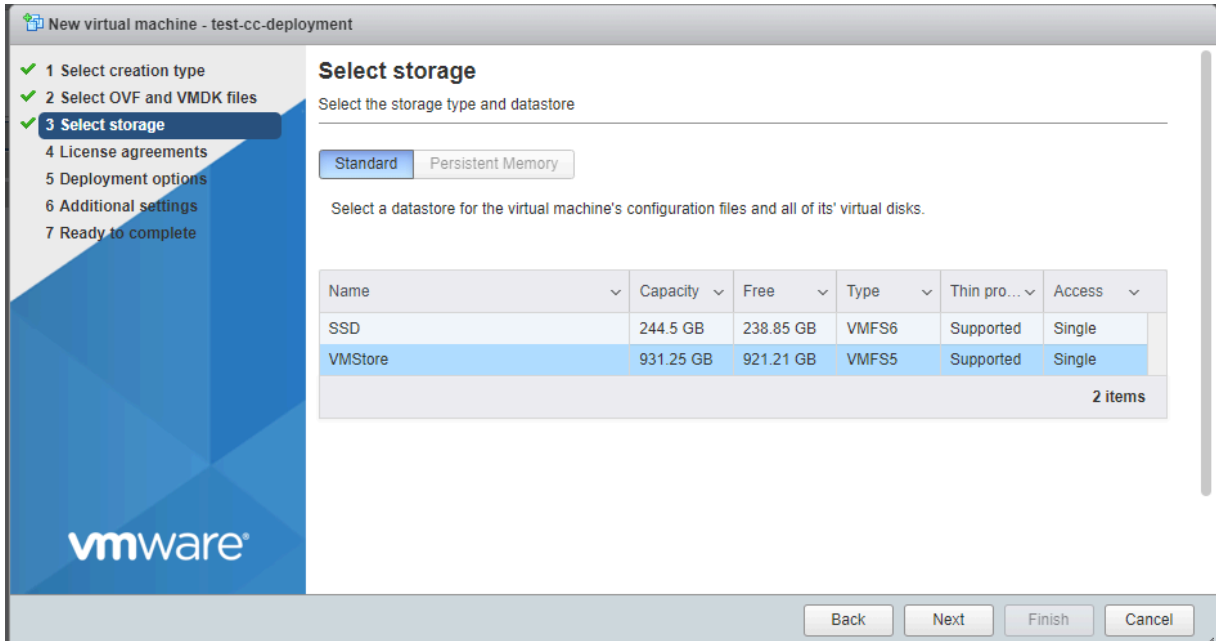 New virtual machine - test-cc-deployment
1 Select creation type
2 Select OVF and VMDK files
3 Select storage
4 License agreements
5 Deployment options
6 Additional settings
7 Ready to complete
vmware®
Select storage
Select the storage type and datastore
Standard Persistent Memory
Select a datastore for the virtual machine's configuration files and all of its' virtual disks.
Name Capacity Free Type Thin pro... Access
SSD 244.5 GB 238.85 GB VMFS6 Supported Single
VMStore 931.25 GB 921.21 GB VMFS5 Supported Single
2 items
Back Next Finish Cancel